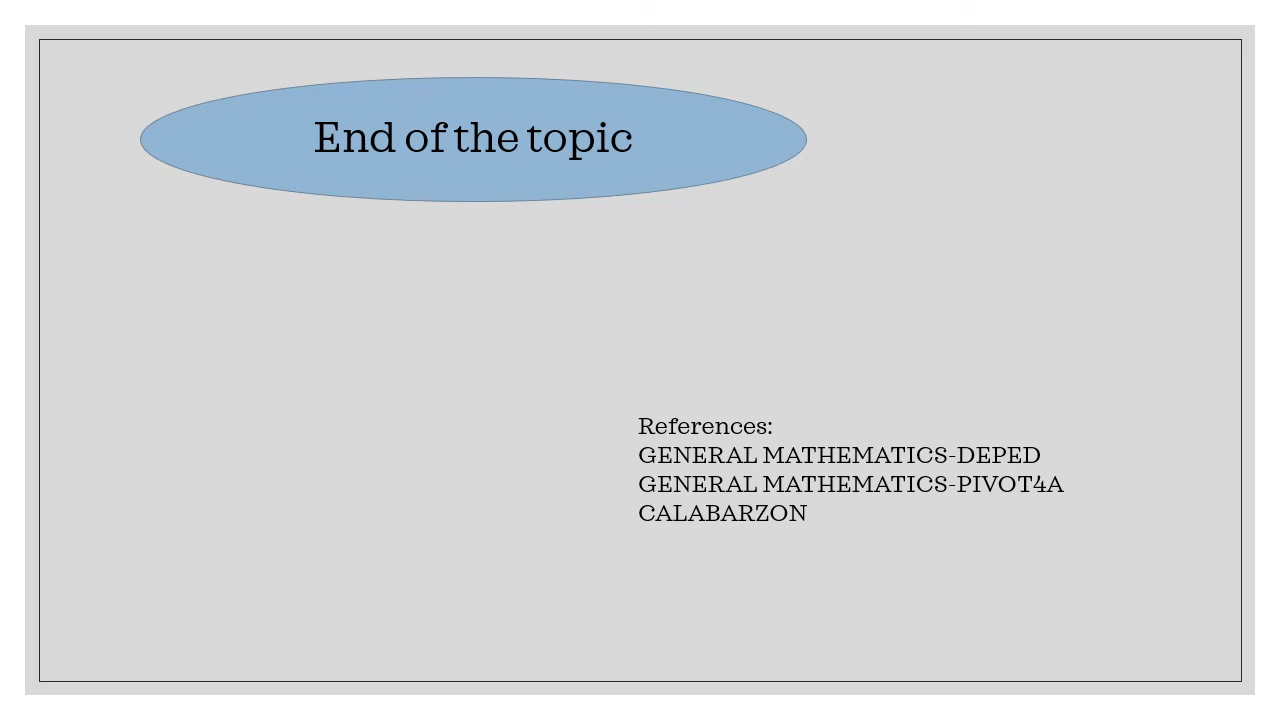 End of the topic
References:
GENERAL MATHEMATICS-DEPED
GENERAL MATHEMATICS-PIVOT4A
CALABARZON